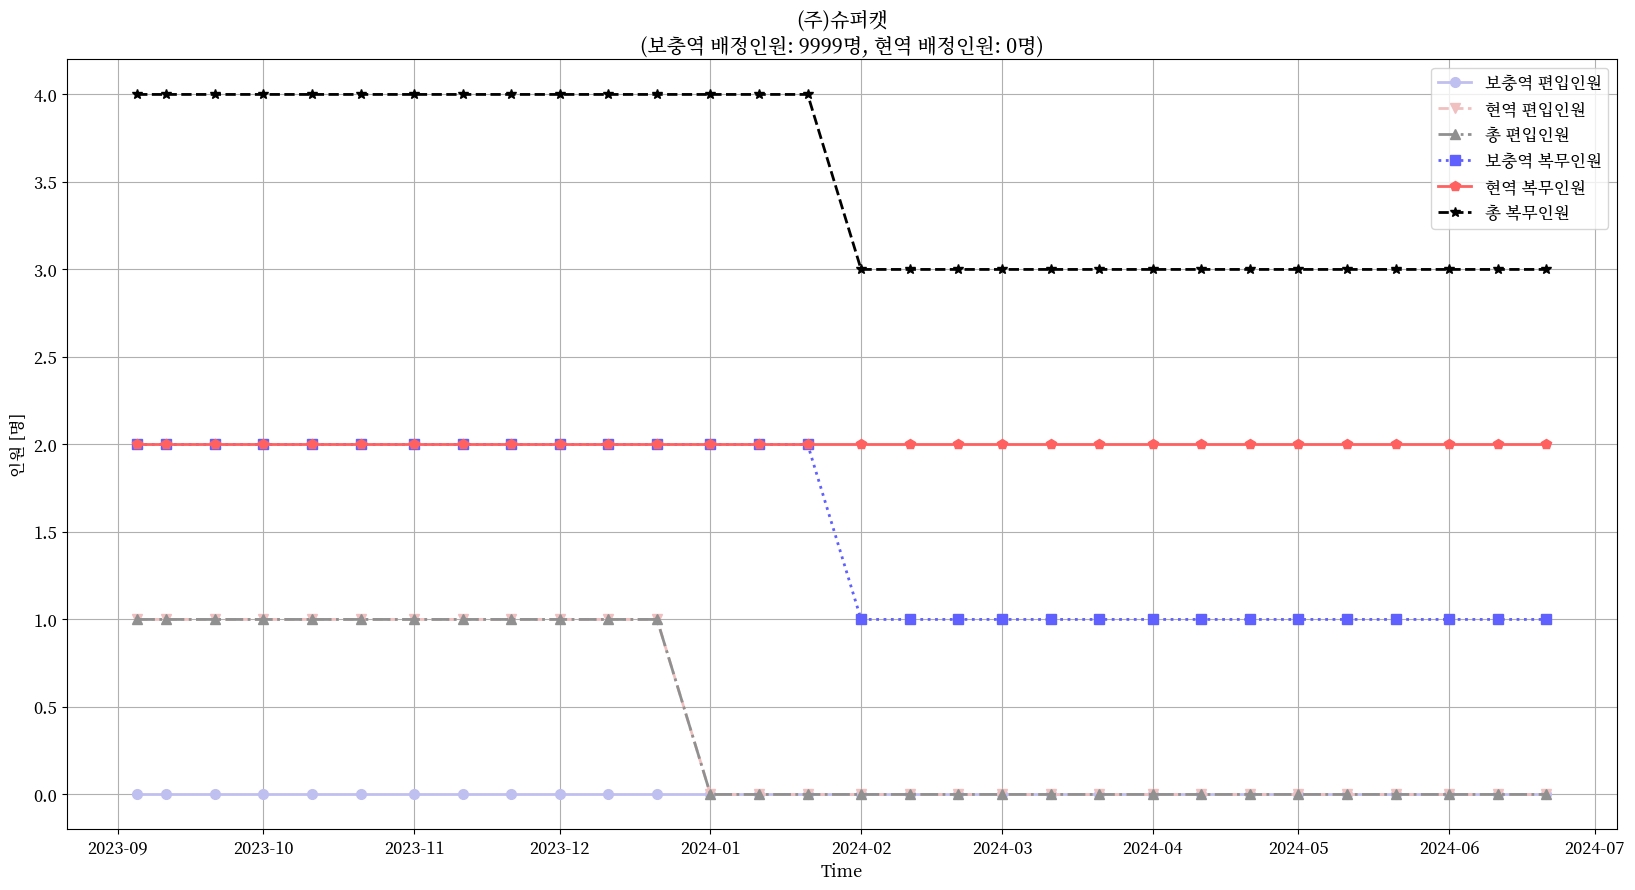 (주)슈퍼캣
(보충역 배정인원: 9999명, 현역 배정인원: 0명)
보충역 편입인원
현역 편입인원
총 편입인원
보충역 복무인원
현역 복무인원
총 복무인원
인원 [명]
4.0
3.5
3.0
2.5
2.0
1.5
1.0
0.5
0.0
2023-09 2023-10 2023-11 2023-12 2024-01 2024-02 2024-03 2024-04 2024-05 2024-06 2024-07
Time